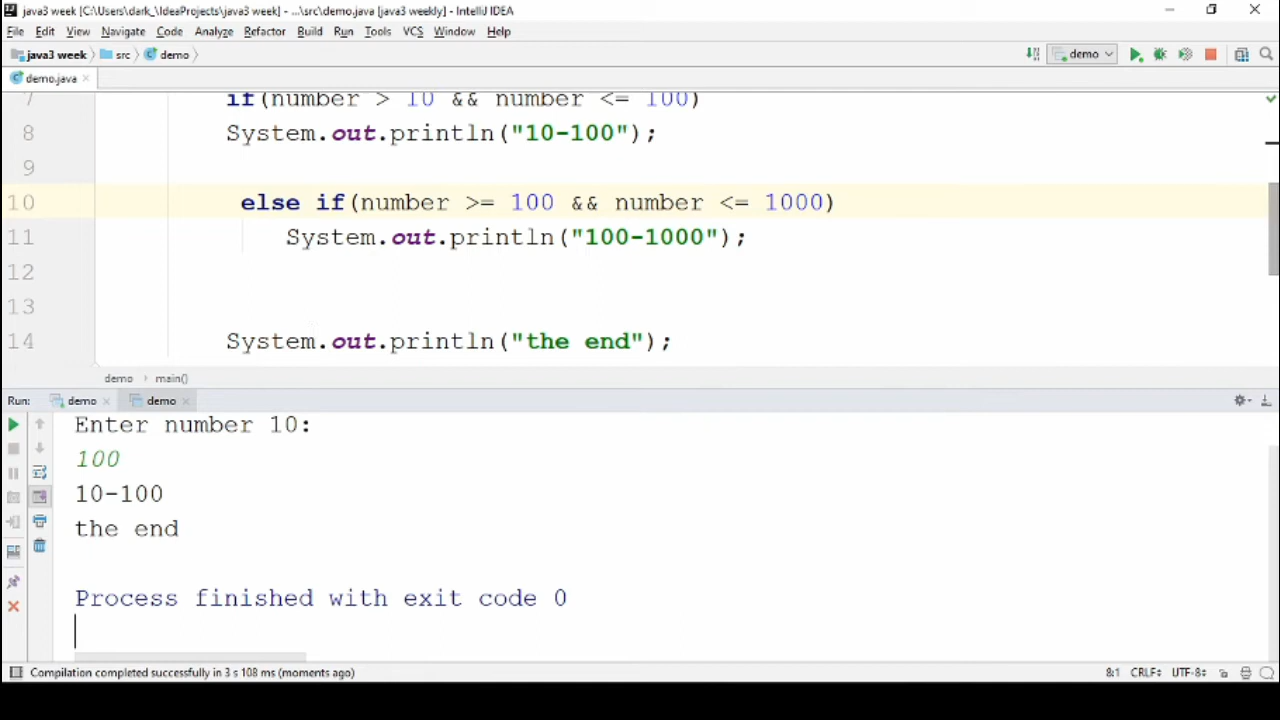 java3 week [C:\Users\dark_\IdeaProjects\java3 week] - ...\src\demo.java [java3 weekly] - IntelliJ IDEA
File Edit View Navigate Code Analyze Refactor Build Run Tools VCS Window Help
java3 week src demo demo
demo.java
7 if(number > 10 && number <= 100)
8 System.out.println("10-100");
9
10 else if(number >= 100 && number <= 1000)
11 System.out.println("100-1000");
12
13
14 System.out.println("the end");
demo › main()
Run: demo demo
Enter number 10:
100
10-100
the end
Process finished with exit code 0
Compilation completed successfully in 3 s 108 ms (moments ago) 8:1 CRLF UTF-8